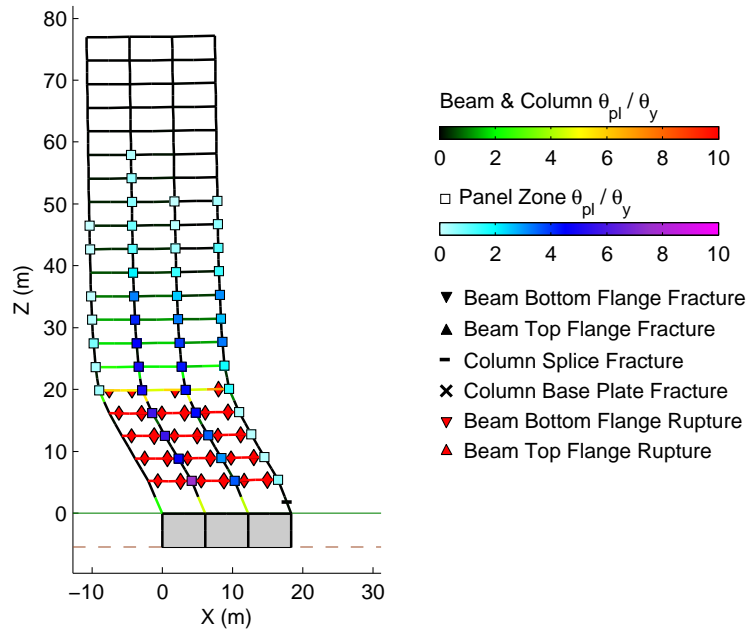 80
70
60
50
40
30
20
10
0
−10
Z (m)
−10 0 10 20 30
X (m)
Beam & Column θpl / θy
0 2 4 6 8 10
Panel Zone θpl / θy
0 2 4 6 8 10
Beam Bottom Flange Fracture
Beam Top Flange Fracture
Column Splice Fracture
Column Base Plate Fracture
Beam Bottom Flange Rupture
Beam Top Flange Rupture